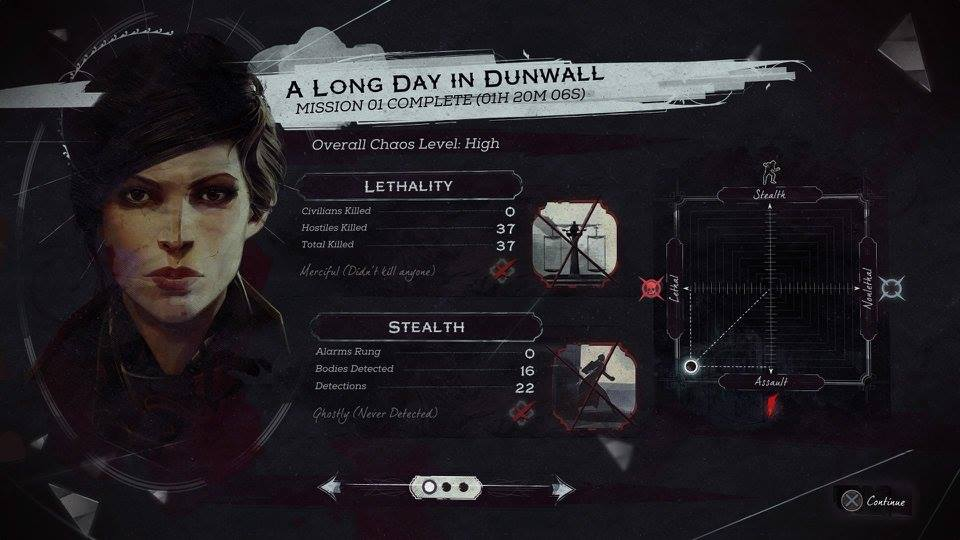 A Long Day in Dunwall
Mission 01 Complete (01h 20m 06s)
Overall Chaos Level: High
Lethality
Civilians Killed 0
Hostiles Killed 37
Total Killed 37
Merciful (Didn't kill anyone)
Stealth
Alarms Rung 0
Bodies Detected 16
Detections 22
Ghostly (Never Detected)
Stealth
Lethal
Nonlethal
Assault
Continue